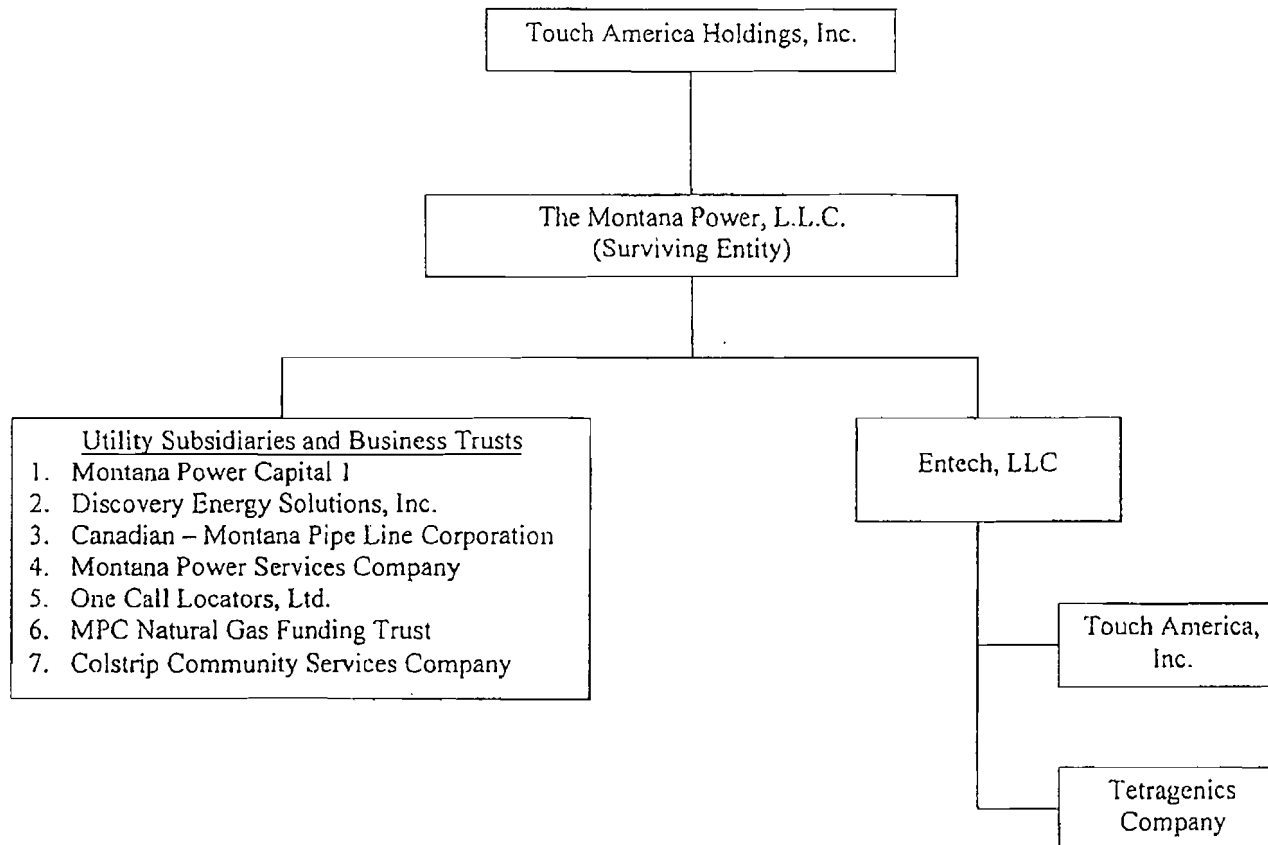 Touch America Holdings, Inc.
The Montana Power, L.L.C.
(Surviving Entity)
Utility Subsidiaries and Business Trusts
1. Montana Power Capital 1
2. Discovery Energy Solutions, Inc.
3. Canadian – Montana Pipe Line Corporation
4. Montana Power Services Company
5. One Call Locators, Ltd.
6. MPC Natural Gas Funding Trust
7. Colstrip Community Services Company
Entech, LLC
Touch America,
Inc.
Tetragenics
Company